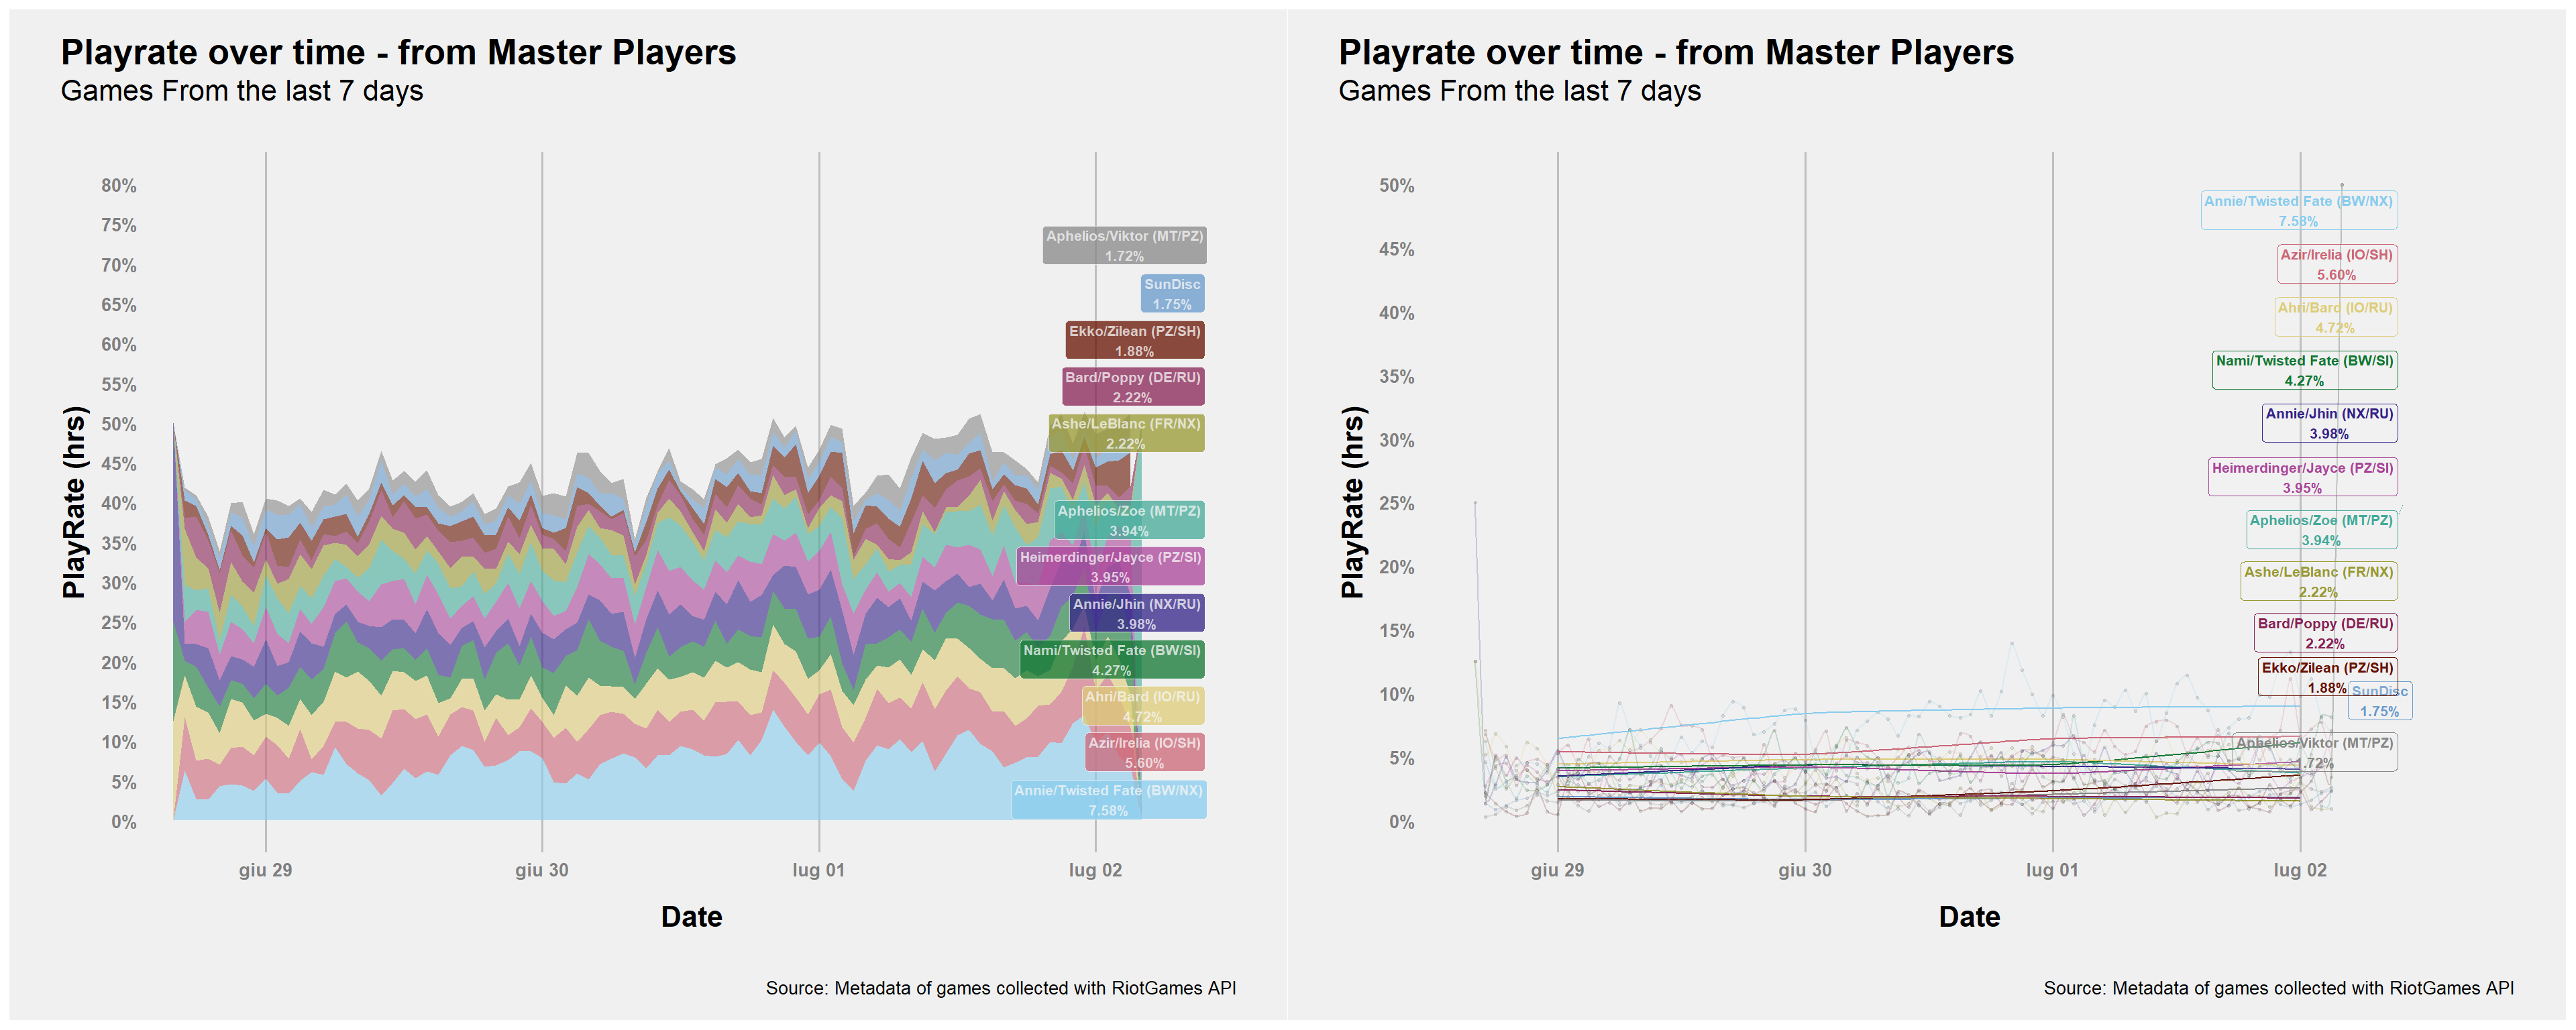 Playrate over time - from Master Players
Games From the last 7 days
PlayRate (hrs)
80%
75%
70%
65%
60%
55%
50%
45%
40%
35%
30%
25%
20%
15%
10%
5%
0%
Aphelios/Viktor (MT/PZ)
1.72%
SunDisc
1.75%
Ekko/Zilean (PZ/SH)
1.88%
Bard/Poppy (DE/RU)
2.22%
Ashe/LeBlanc (FR/NX)
2.22%
Aphelios/Zoe (MT/PZ)
3.94%
Heimerdinger/Jayce (PZ/SI)
3.95%
Annie/Jhin (NX/RU)
3.98%
Nami/Twisted Fate (BW/SI)
4.27%
Ahri/Bard (IO/RU)
4.72%
Azir/Irelia (IO/SH)
5.60%
Annie/Twisted Fate (BW/NX)
7.58%
giu 29
giu 30
lug 01
lug 02
Date
Source: Metadata of games collected with RiotGames API
Playrate over time - from Master Players
Games From the last 7 days
PlayRate (hrs)
50%
45%
40%
35%
30%
25%
20%
15%
10%
5%
0%
Annie/Twisted Fate (BW/NX)
7.58%
Azir/Irelia (IO/SH)
5.60%
Ahri/Bard (IO/RU)
4.72%
Nami/Twisted Fate (BW/SI)
4.27%
Annie/Jhin (NX/RU)
3.98%
Heimerdinger/Jayce (PZ/SI)
3.95%
Aphelios/Zoe (MT/PZ)
3.94%
Ashe/LeBlanc (FR/NX)
2.22%
Bard/Poppy (DE/RU)
2.22%
Ekko/Zilean (PZ/SH)
1.88%
SunDisc
1.75%
Aphelios/Viktor (MT/PZ)
1.72%
giu 29
giu 30
lug 01
lug 02
Date
Source: Metadata of games collected with RiotGames API